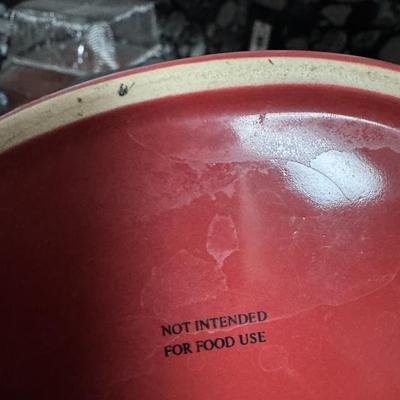 NOT INTENDED
FOR FOOD USE